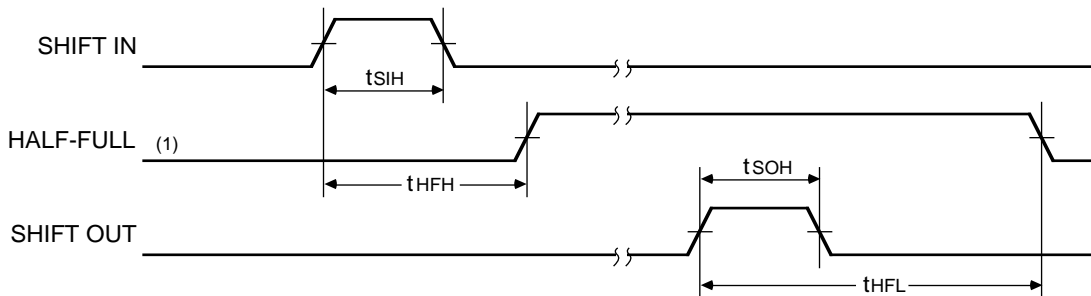 SHIFT IN
tSIH
HALF-FULL (1)
tHFH
tSOH
SHIFT OUT
tHFL